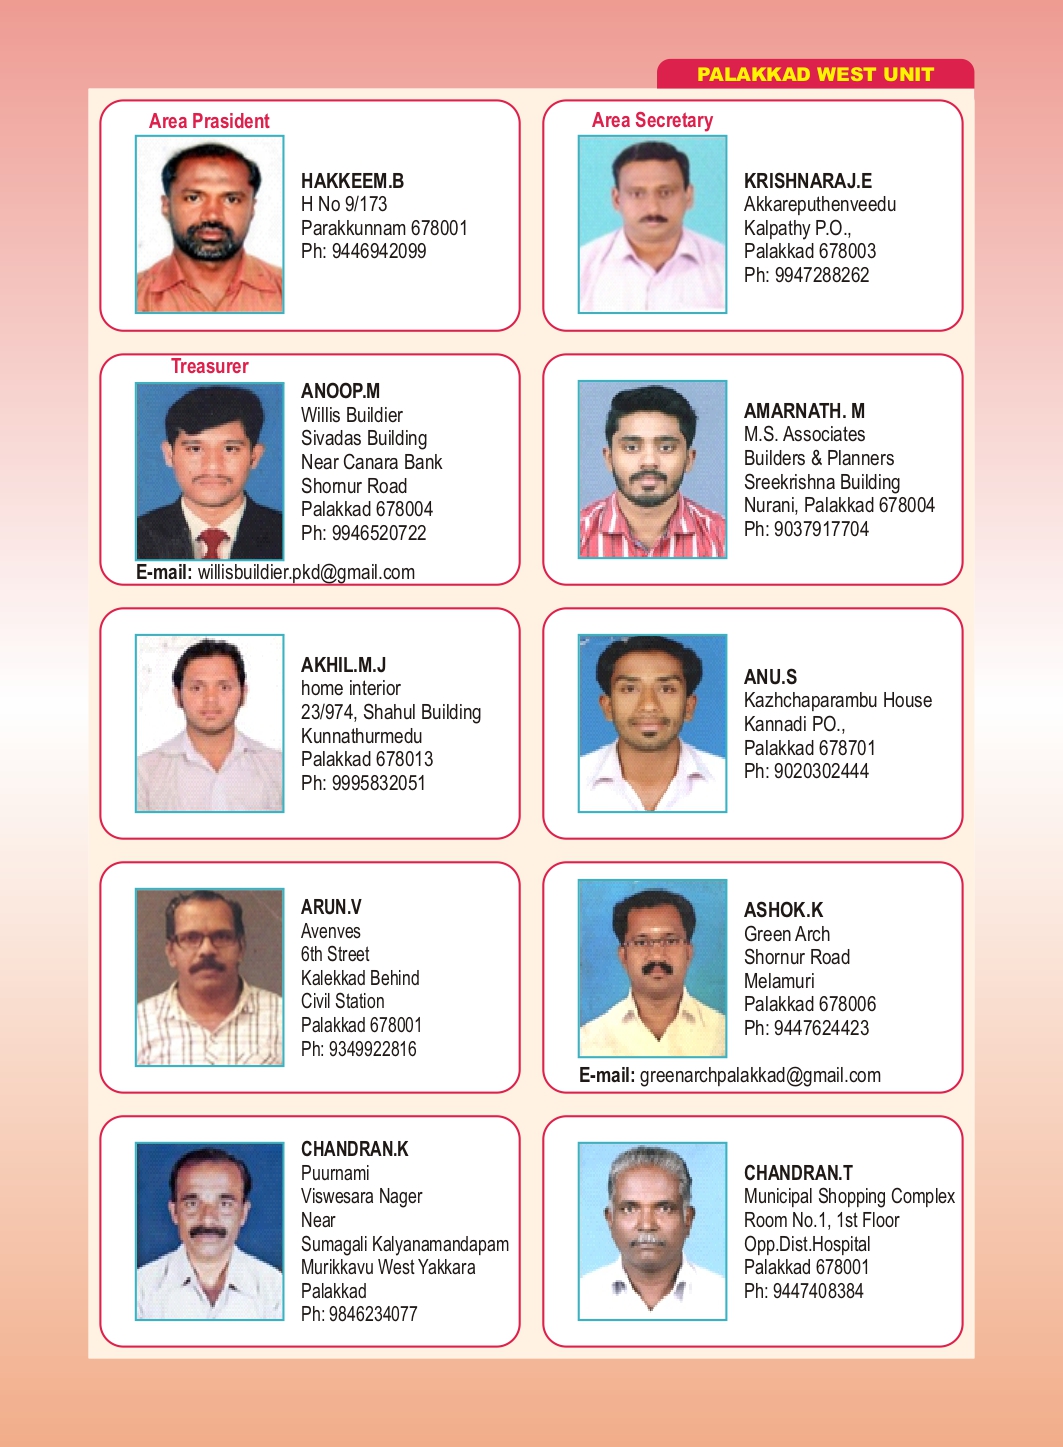 PALAKKAD WEST UNIT
Area Prasident
HAKKEEM.B
H No 9/173
Parakkunnam 678001
Ph: 9446942099
Area Secretary
KRISHNARAJ.E
Akkareputhenveedu
Kalpathy P.O.,
Palakkad 678003
Ph: 9947288262
Treasurer
ANOOP.M
Willis Buildier
Sivadas Building
Near Canara Bank
Shornur Road
Palakkad 678004
Ph: 9946520722
E-mail: willisbuildier.pkd@gmail.com
AMARNATH. M
M.S. Associates
Builders & Planners
Sreekrishna Building
Nurani, Palakkad 678004
Ph: 9037917704
AKHIL.M.J
home interior
23/974, Shahul Building
Kunnathurmedu
Palakkad 678013
Ph: 9995832051
ANU.S
Kazhchaparambu House
Kannadi PO.,
Palakkad 678701
Ph: 9020302444
ARUN.V
Avenves
6th Street
Kalekkad Behind
Civil Station
Palakkad 678001
Ph: 9349922816
ASHOK.K
Green Arch
Shornur Road
Melamuri
Palakkad 678006
Ph: 9447624423
E-mail: greenarchpalakkad@gmail.com
CHANDRAN.K
Puurnami
Viswesara Nager
Near
Sumagali Kalyanamandapam
Murikkavu West Yakkara
Palakkad
Ph: 9846234077
CHANDRAN.T
Municipal Shopping Complex
Room No.1, 1st Floor
Opp.Dist.Hospital
Palakkad 678001
Ph: 9447408384